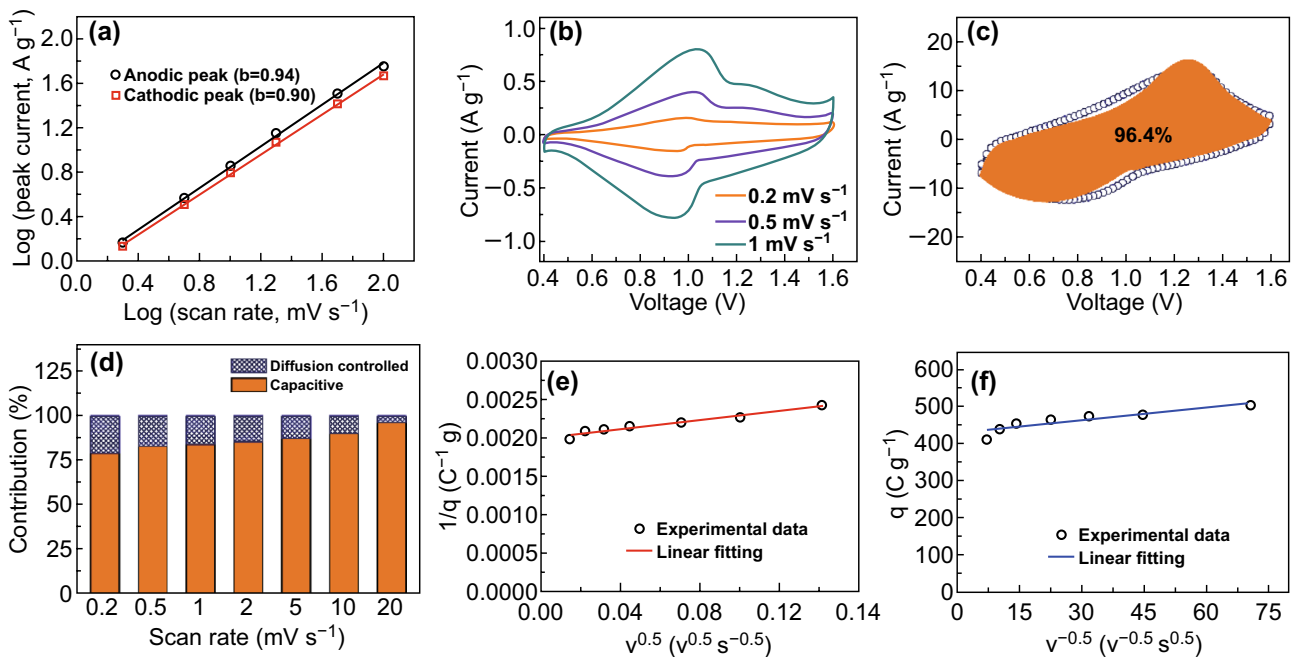 (a)
Log (peak current, A g⁻¹)
2.0
1.6
1.2
0.8
0.4
0.0
Anodic peak (b=0.94)
Cathodic peak (b=0.90)
0.0 0.4 0.8 1.2 1.6 2.0
Log (scan rate, mV s⁻¹)
(b)
Current (A g⁻¹)
1.0
0.5
0.0
−0.5
−1.0
0.2 mV s⁻¹
0.5 mV s⁻¹
1 mV s⁻¹
0.4 0.6 0.8 1.0 1.2 1.4 1.6
Voltage (V)
(c)
Current (A g⁻¹)
20
10
0
−10
−20
96.4%
0.4 0.6 0.8 1.0 1.2 1.4 1.6
Voltage (V)
(d)
Contribution (%)
125
100
75
50
25
0
Diffusion controlled
Capacitive
0.2 0.5 1 2 5 10 20
Scan rate (mV s⁻¹)
(e)
1/q (C⁻¹ g)
0.0030
0.0025
0.0020
0.0015
0.0010
0.0005
0.0000
Experimental data
Linear fitting
0.00 0.04 0.08 0.12 0.14
v⁰·⁵ (v⁰·⁵ s⁻⁰·⁵)
(f)
q (C g⁻¹)
600
500
400
300
200
100
0
Experimental data
Linear fitting
0 15 30 45 60 75
v⁻⁰·⁵ (v⁻⁰·⁵ s⁰·⁵)